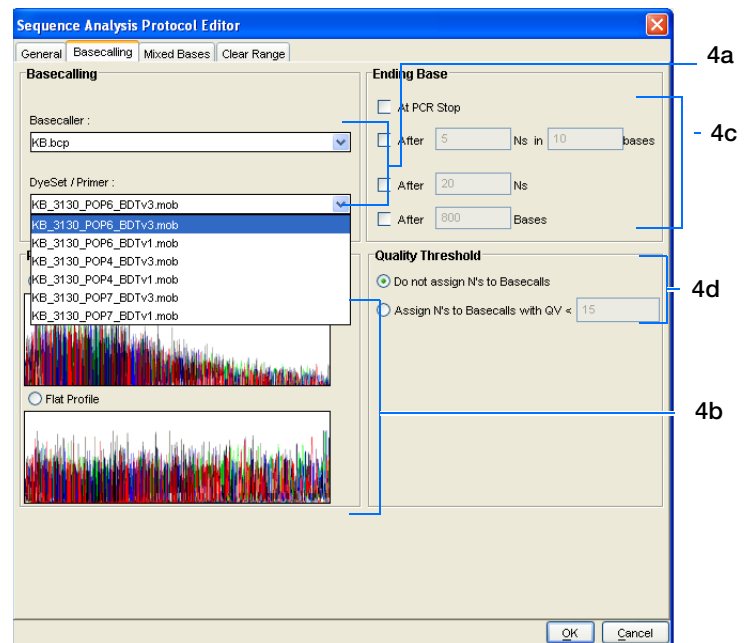 Sequence Analysis Protocol Editor
General Basecalling Mixed Bases Clear Range
Basecalling
Basecaller :
KB.bcp
DyeSet / Primer :
KB_3130_POP6_BDTv3.mob
KB_3130_POP6_BDTv3.mob
KB_3130_POP6_BDTv1.mob
KB_3130_POP4_BDTv3.mob
KB_3130_POP4_BDTv1.mob
KB_3130_POP7_BDTv3.mob
KB_3130_POP7_BDTv1.mob
Flat Profile
Ending Base
At PCR Stop
After 5 Ns in 10 bases
After 20 Ns
After 800 Bases
Quality Threshold
Do not assign N's to Basecalls
Assign N's to Basecalls with QV < 15
4a
4c
4d
4b
OK Cancel